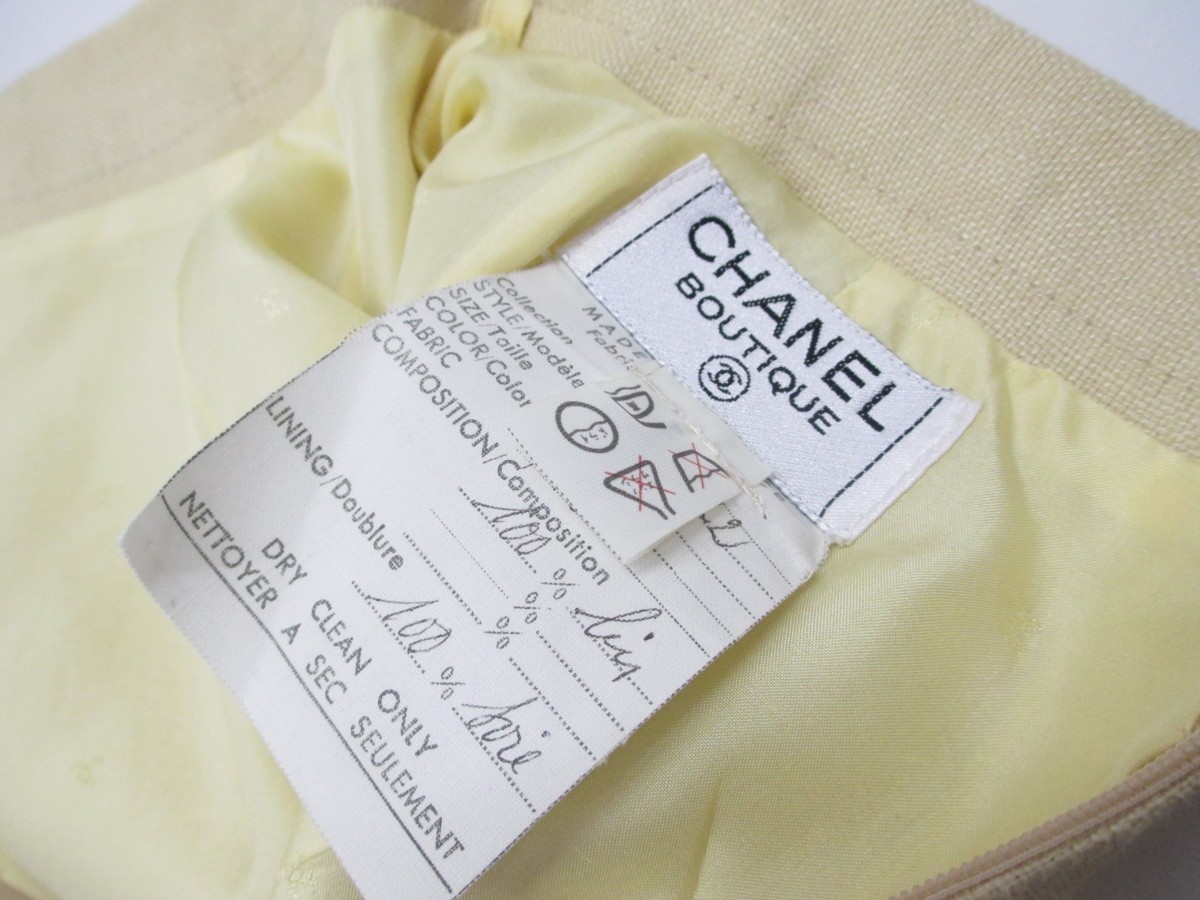 CHANEL
BOUTIQUE
MADE
Collection
STYLE/Modèle
SIZE/Taille
COLOR/Color
FABRIC
COMPOSITION/Composition
100 % lin
%
%
LINING/Doublure
100 % soie
DRY CLEAN ONLY
NETTOYER A SEC SEULEMENT